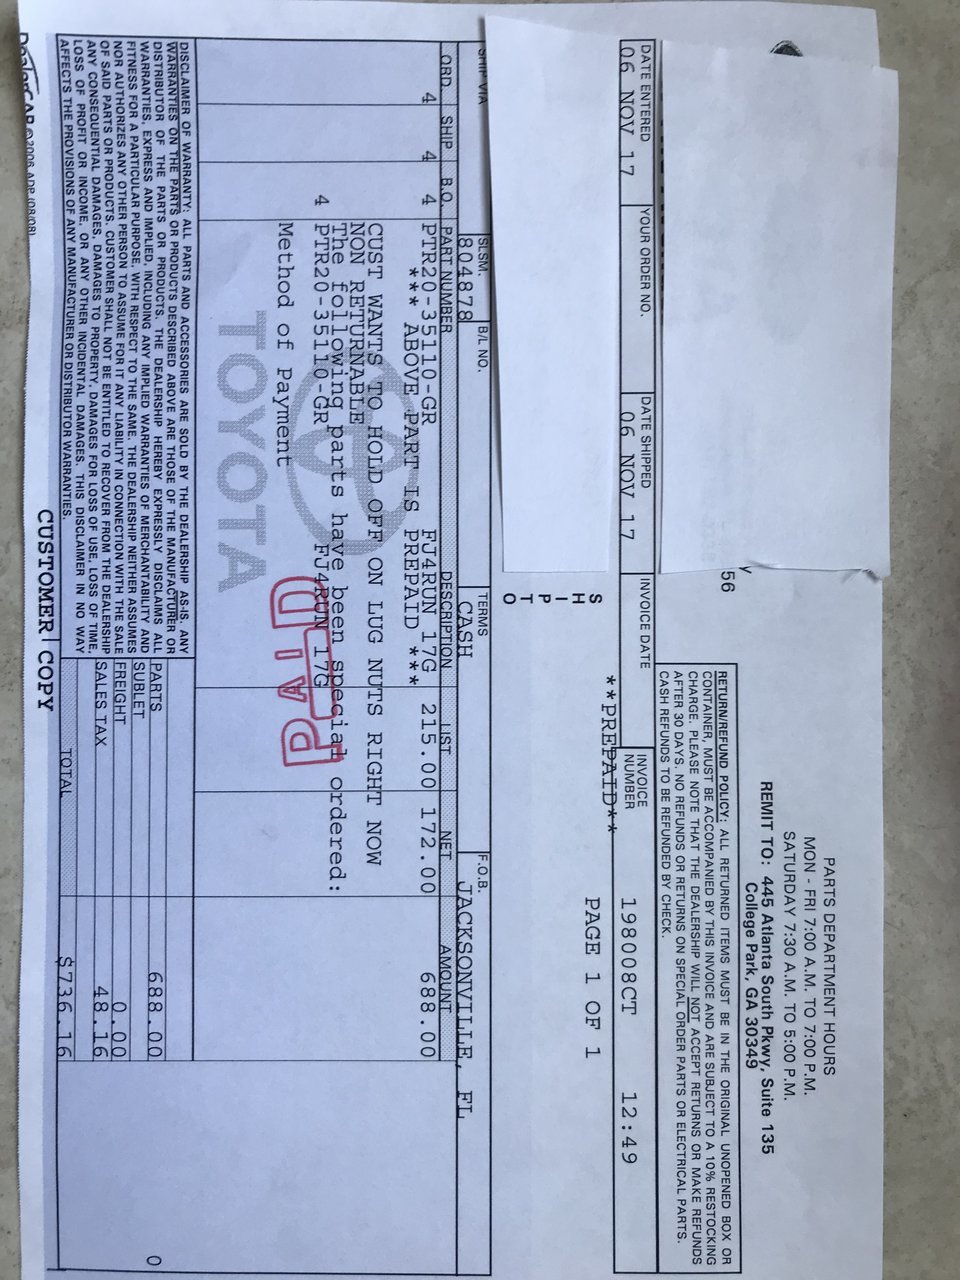 PARTS DEPARTMENT HOURS
MON - FRI 7:00 A.M. TO 7:00 P.M.
SATURDAY 7:30 A.M. TO 5:00 P.M.
REMIT TO: 445 Atlanta South Pkwy, Suite 135
College Park, GA 30349
y
56
RETURN/REFUND POLICY: ALL RETURNED ITEMS MUST BE IN THE ORIGINAL UNOPENED BOX OR
CONTAINER, MUST BE ACCOMPANIED BY THIS INVOICE AND ARE SUBJECT TO A 10% RESTOCKING
CHARGE. PLEASE NOTE THAT THE DEALERSHIP WILL NOT ACCEPT RETURNS OR MAKE REFUNDS
AFTER 30 DAYS. NO REFUNDS OR RETURNS ON SPECIAL ORDER PARTS OR ELECTRICAL PARTS.
CASH REFUNDS TO BE REFUNDED BY CHECK.
DATE ENTERED YOUR ORDER NO. DATE SHIPPED INVOICE DATE INVOICE NUMBER
06 NOV 17 06 NOV 17 198008CT 12:49
**PREPAID**
SHIP TO
PAGE 1 OF 1
SHIP VIA SLSM. B/L NO. TERMS F.O.B.
804878 CASH JACKSONVILLE, FL
ORD. SHIP B.O. PART NUMBER DESCRIPTION LIST NET AMOUNT
4 4 4 PTR20-35110-GR FJ4RUN 17G 215.00 172.00 688.00
*** ABOVE PART IS PREPAID ***
CUST WANTS TO HOLD OFF ON LUG NUTS RIGHT NOW
NON RETURNABLE
The following parts have been special ordered:
4 PTR20-35110-GR FJ4RUN 17G
Method of Payment
PAID
TOYOTA
DISCLAIMER OF WARRANTY: ALL PARTS AND ACCESSORIES ARE SOLD BY THE DEALERSHIP AS-IS. ANY
WARRANTIES ON THE PARTS OR PRODUCTS DESCRIBED ABOVE ARE THOSE OF THE MANUFACTURER OR
DISTRIBUTOR OF THE PARTS OR PRODUCTS. THE DEALERSHIP HEREBY EXPRESSLY DISCLAIMS ALL
WARRANTIES, EXPRESS AND IMPLIED, INCLUDING ANY IMPLIED WARRANTIES OF MERCHANTABILITY AND
FITNESS FOR A PARTICULAR PURPOSE, WITH RESPECT TO THE SAME. THE DEALERSHIP NEITHER ASSUMES
NOR AUTHORIZES ANY OTHER PERSON TO ASSUME FOR IT ANY LIABILITY IN CONNECTION WITH THE SALE
OF SAID PARTS OR PRODUCTS. CUSTOMER SHALL NOT BE ENTITLED TO RECOVER FROM THE DEALERSHIP
ANY CONSEQUENTIAL DAMAGES, DAMAGES TO PROPERTY, DAMAGES FOR LOSS OF USE, LOSS OF TIME,
LOSS OF PROFIT OR INCOME, OR ANY OTHER INCIDENTAL DAMAGES. THIS DISCLAIMER IN NO WAY
AFFECTS THE PROVISIONS OF ANY MANUFACTURER OR DISTRIBUTOR WARRANTIES.
PARTS 688.00 0
SUBLET
FREIGHT 0.00
SALES TAX 48.16
TOTAL $736.16
CUSTOMER COPY
©2006 ADP (08/08)